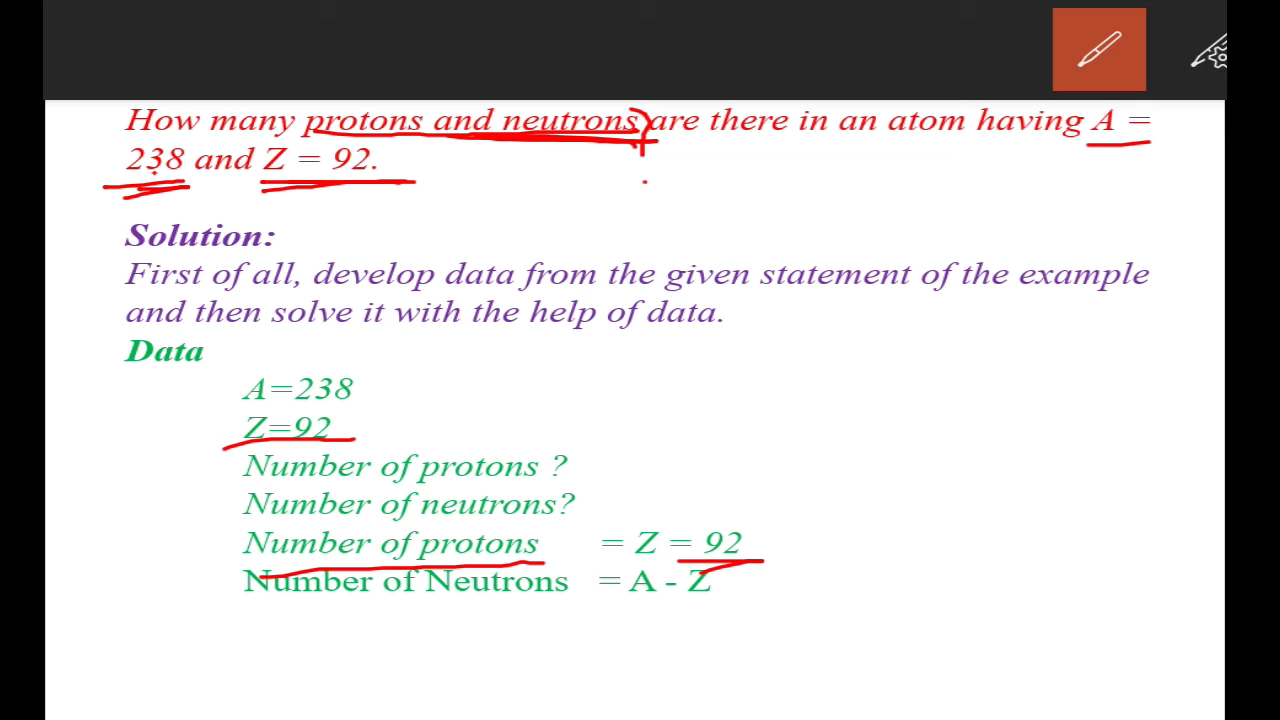 How many protons and neutrons are there in an atom having A =
238 and Z = 92.
Solution:
First of all, develop data from the given statement of the example
and then solve it with the help of data.
Data
A=238
Z=92
Number of protons ?
Number of neutrons?
Number of protons = Z = 92
Number of Neutrons = A - Z